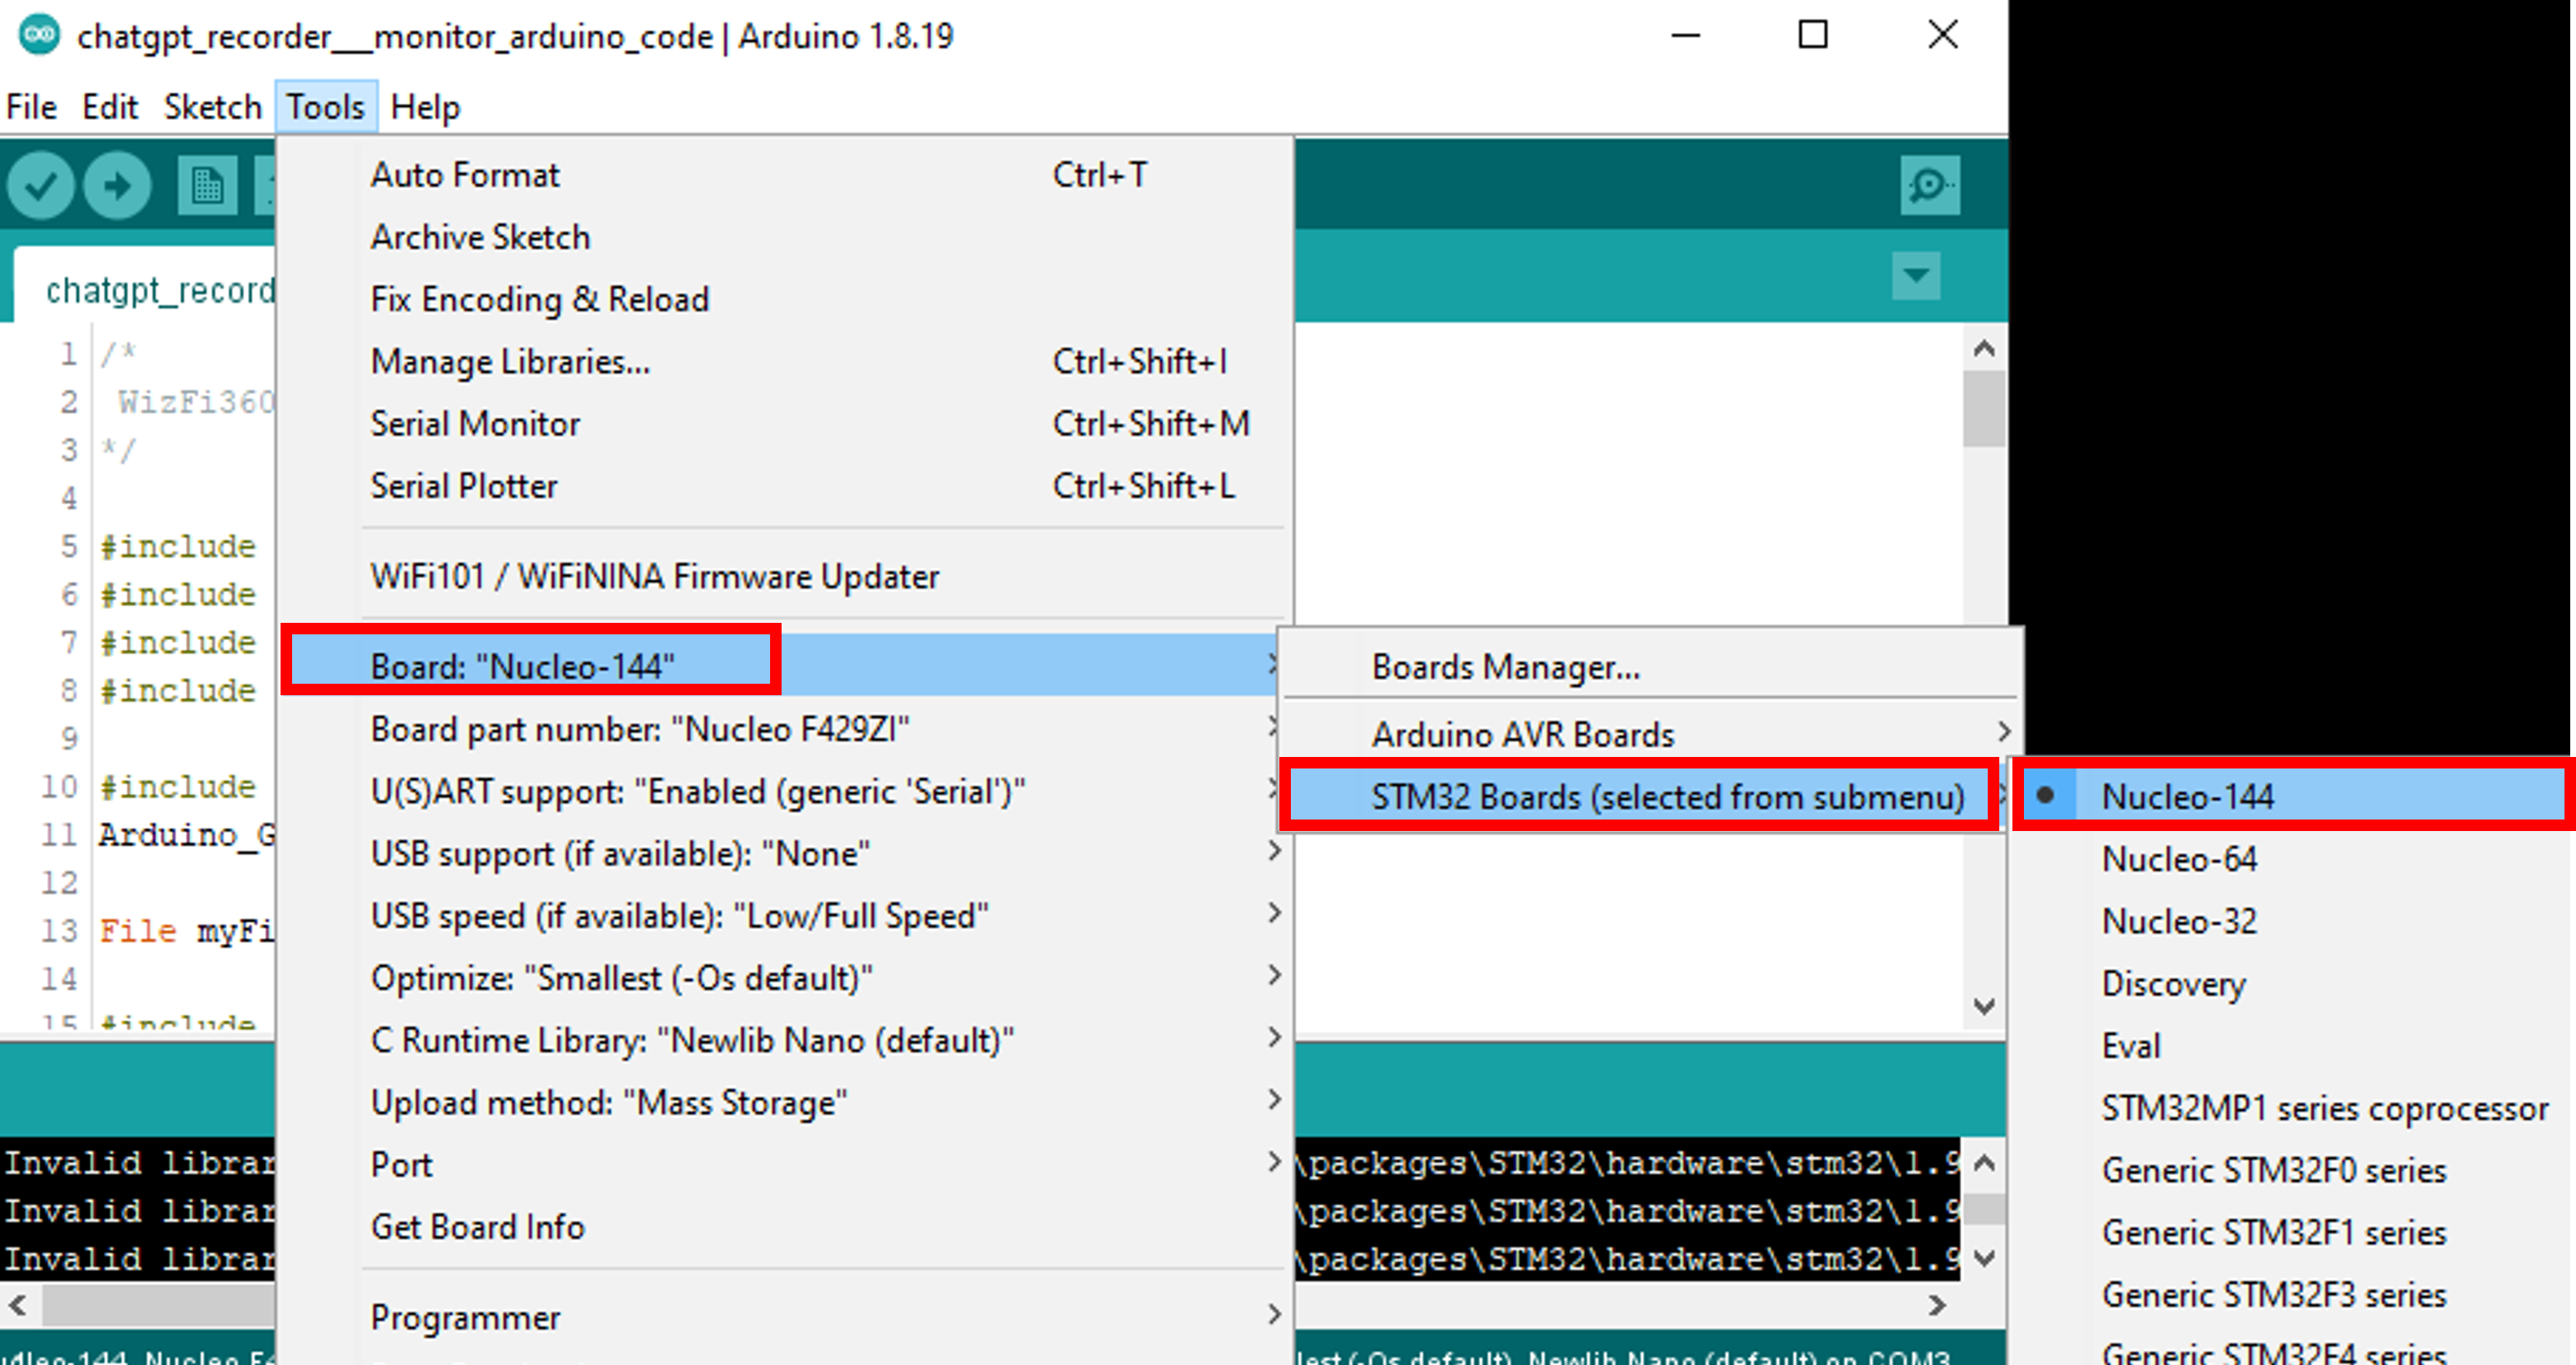 chatgpt_recorder__monitor_arduino_code | Arduino 1.8.19
File Edit Sketch Tools Help
Auto Format Ctrl+T
Archive Sketch
Fix Encoding & Reload
Manage Libraries... Ctrl+Shift+I
Serial Monitor Ctrl+Shift+M
Serial Plotter Ctrl+Shift+L
WiFi101 / WiFiNINA Firmware Updater
Board: "Nucleo-144"
Board part number: "Nucleo F429ZI"
U(S)ART support: "Enabled (generic 'Serial')"
USB support (if available): "None"
USB speed (if available): "Low/Full Speed"
Optimize: "Smallest (-Os default)"
C Runtime Library: "Newlib Nano (default)"
Upload method: "Mass Storage"
Port
Get Board Info
Programmer
Boards Manager...
Arduino AVR Boards
STM32 Boards (selected from submenu)
Nucleo-144
Nucleo-64
Nucleo-32
Discovery
Eval
STM32MP1 series coprocessor
Generic STM32F0 series
Generic STM32F1 series
Generic STM32F3 series
Generic STM32F4 series
chatgpt_record
1 /*
2 WizFi360
3 */
4
5 #include
6 #include
7 #include
8 #include
9
10 #include
11 Arduino_G
12
13 File myFi
14
15 #include
Invalid librar \packages\STM32\hardware\stm32\1.9
Invalid librar \packages\STM32\hardware\stm32\1.9
Invalid librar \packages\STM32\hardware\stm32\1.9
-144, Nucleo F4 (-Os default), Newlib Nano (default) on COM3